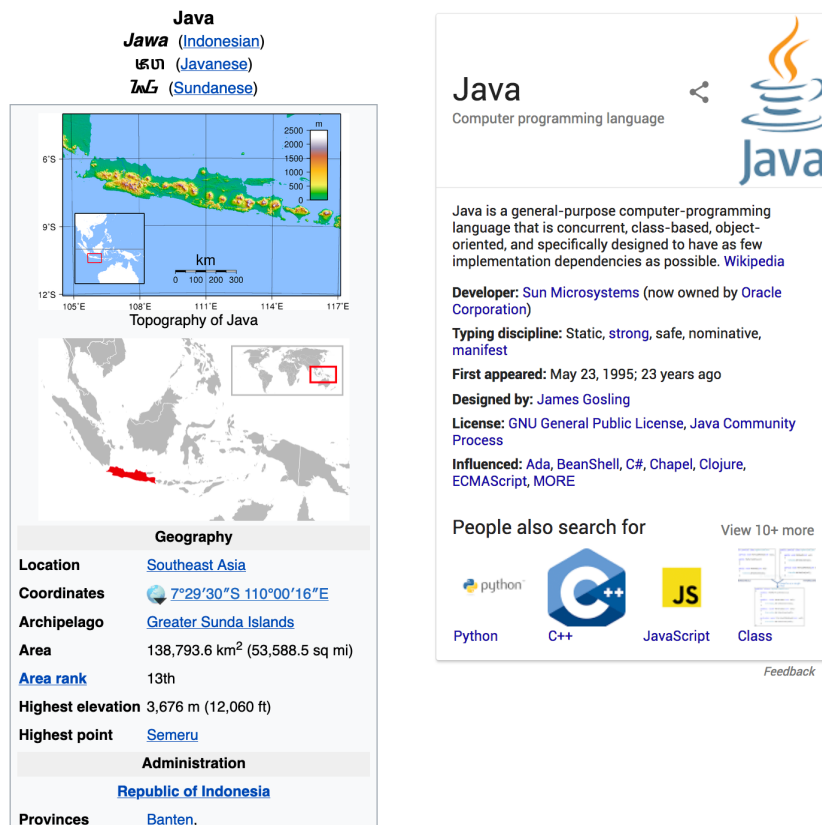 Java
Jawa (Indonesian)
ꦗꦮ (Javanese)
ᮏᮝ (Sundanese)
m
2500
2000
1500
1000
500
0
6°S
9°S
12°S
km
0 100 200 300
105°E 108°E 111°E 114°E 117°E
Topography of Java
Geography
Location Southeast Asia
Coordinates 7°29′30″S 110°00′16″E
Archipelago Greater Sunda Islands
Area 138,793.6 km2 (53,588.5 sq mi)
Area rank 13th
Highest elevation 3,676 m (12,060 ft)
Highest point Semeru
Administration
Republic of Indonesia
Provinces Banten,
Java
Computer programming language
Java
Java is a general-purpose computer-programming
language that is concurrent, class-based, object-
oriented, and specifically designed to have as few
implementation dependencies as possible. Wikipedia
Developer: Sun Microsystems (now owned by Oracle
Corporation)
Typing discipline: Static, strong, safe, nominative,
manifest
First appeared: May 23, 1995; 23 years ago
Designed by: James Gosling
License: GNU General Public License, Java Community
Process
Influenced: Ada, BeanShell, C#, Chapel, Clojure,
ECMAScript, MORE
People also search for View 10+ more
python C++ JS
Python C++ JavaScript Class
Feedback